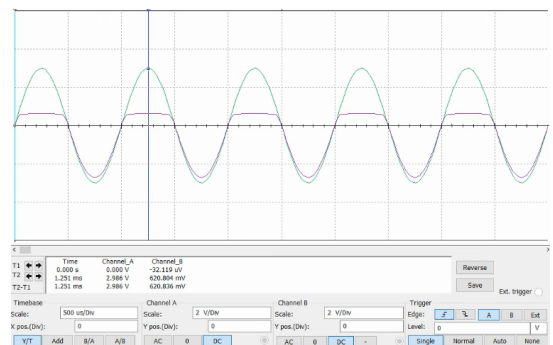 Time Channel_A Channel_B
T1 0.000 s 0.000 V -32.119 uV
T2 1.251 ms 2.986 V 620.804 mV
T2-T1 1.251 ms 2.986 V 620.836 mV
Reverse
Save
Ext. trigger
Timebase
Scale: 500 us/Div
X pos.(Div): 0
Y/T Add B/A A/B
Channel A
Scale: 2 V/Div
Y pos.(Div): 0
AC 0 DC
Channel B
Scale: 2 V/Div
Y pos.(Div): 0
AC 0 DC -
Trigger
Edge: A B Ext
Level: 0 V
Single Normal Auto None